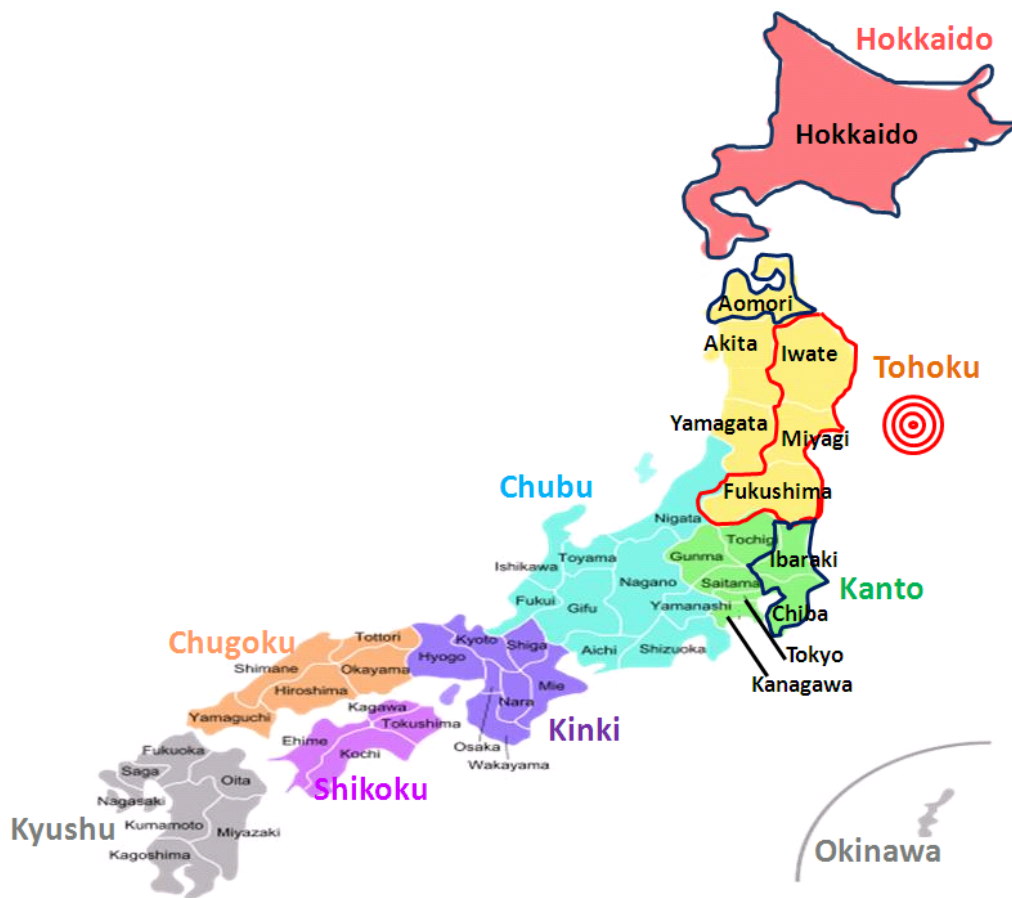 Hokkaido
Hokkaido
Aomori
Akita
Iwate
Tohoku
Yamagata
Miyagi
Chubu
Fukushima
Nigata
Tochigi
Toyama
Gunma
Ibaraki
Ishikawa
Nagano
Saitama
Kanto
Fukui
Gifu
Yamanashi
Chiba
Chugoku
Tottori
Kyoto
Shiga
Aichi
Shizuoka
Tokyo
Shimane
Okayama
Hyogo
Mie
Kanagawa
Hiroshima
Nara
Kagawa
Yamaguchi
Tokushima
Kinki
Ehime
Kochi
Osaka
Wakayama
Fukuoka
Saga
Oita
Shikoku
Nagasaki
Kyushu
Kumamoto
Miyazaki
Kagoshima
Okinawa